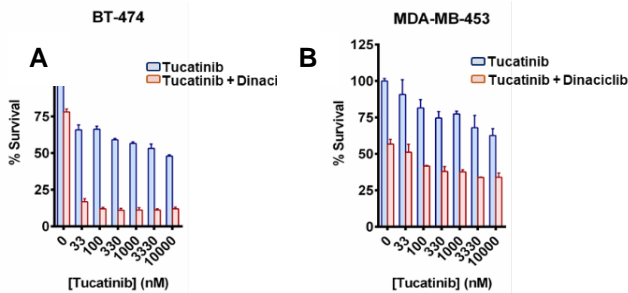 BT-474
A
Tucatinib
Tucatinib + Dinaci
% Survival
75
50
25
0
0
33
100
330
1000
3330
10000
[Tucatinib] (nM)
MDA-MB-453
B
Tucatinib
Tucatinib + Dinaciclib
% Survival
125
100
75
50
25
0
0
33
100
330
1000
3330
10000
[Tucatinib] (nM)